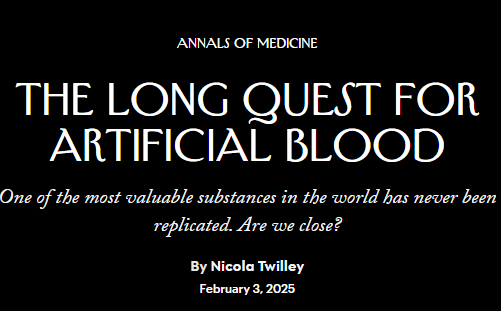 ANNALS OF MEDICINE
THE LONG QUEST FOR
ARTIFICIAL BLOOD
One of the most valuable substances in the world has never been
replicated. Are we close?
By Nicola Twilley
February 3, 2025